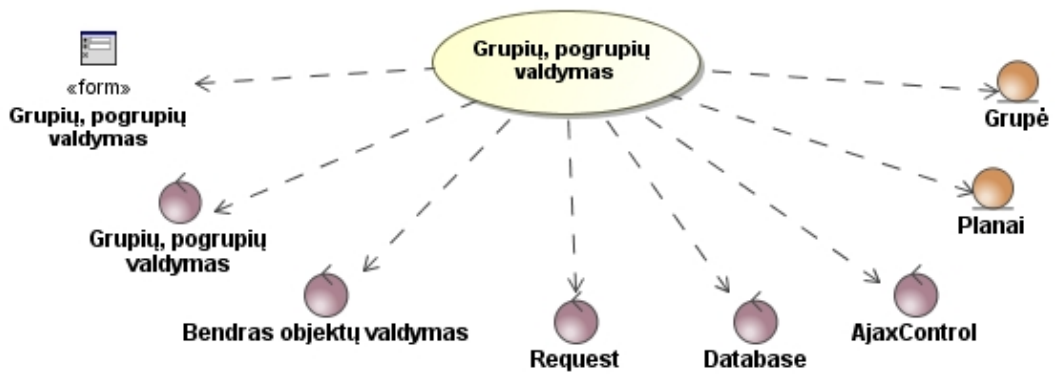 Grupių, pogrupių
valdymas
«form»
Grupių, pogrupių
valdymas
Grupė
Planai
Grupių, pogrupių
valdymas
Bendras objektų valdymas
AjaxControl
Request
Database